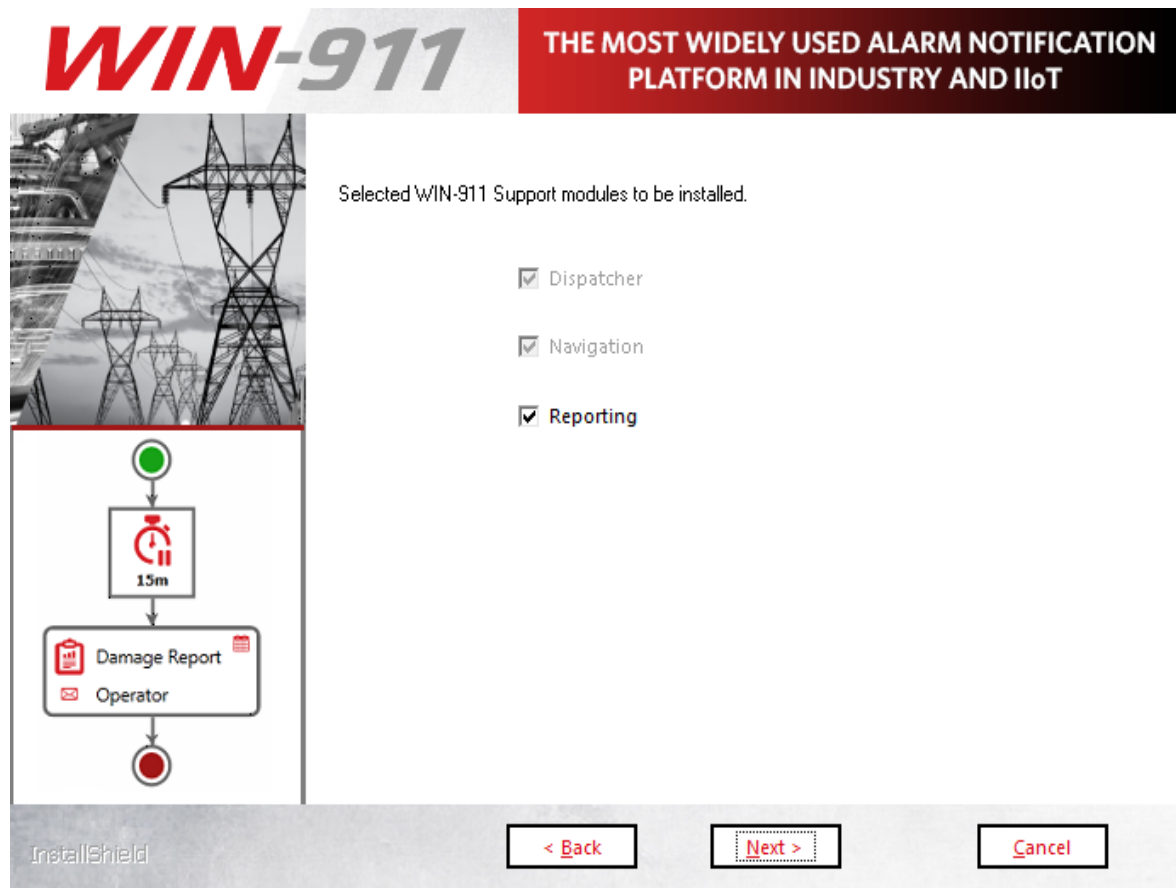 WIN-911
THE MOST WIDELY USED ALARM NOTIFICATION
PLATFORM IN INDUSTRY AND IIoT
Selected WIN-911 Support modules to be installed.
Dispatcher
Navigation
Reporting
15m
Damage Report
Operator
InstallShield
< Back
Next >
Cancel